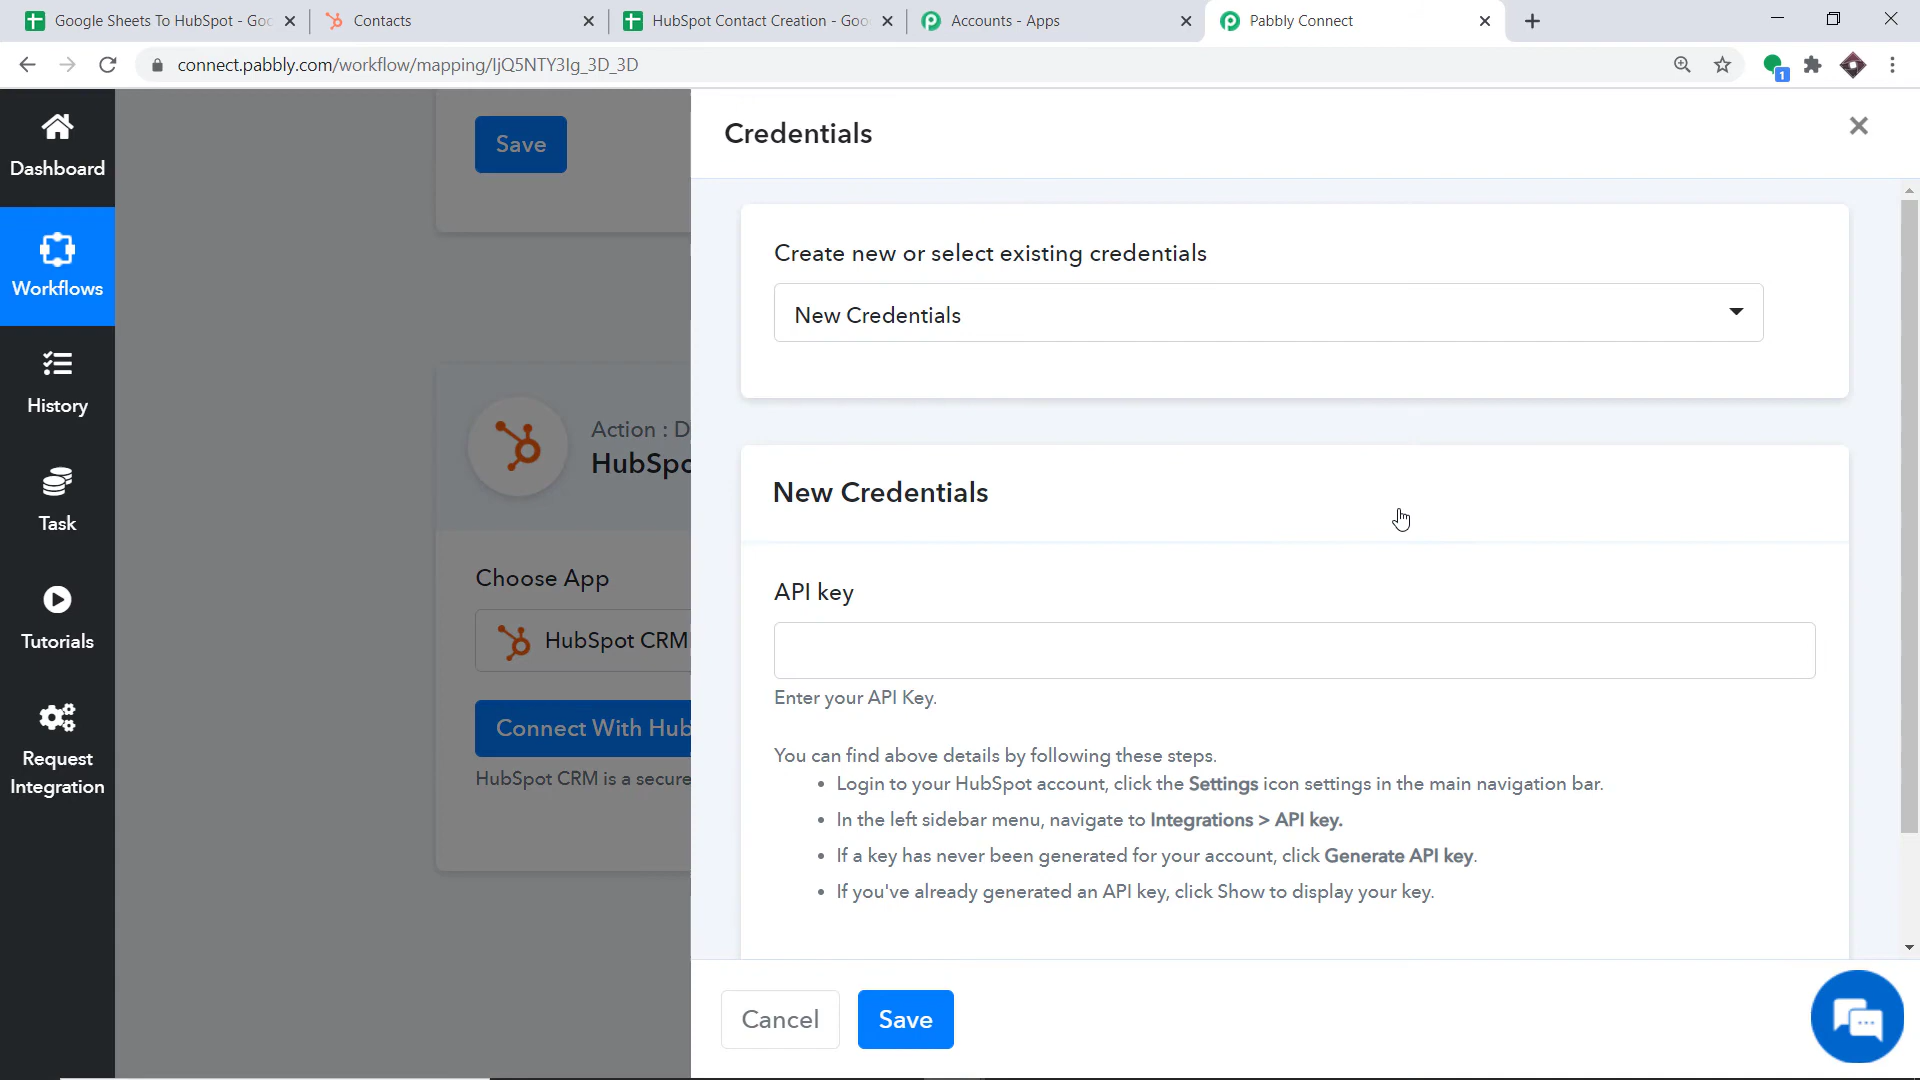 Google Sheets To HubSpot - Goo
Contacts
HubSpot Contact Creation - Goo
Accounts - Apps
Pabbly Connect
connect.pabbly.com/workflow/mapping/IjQ5NTY3Ig_3D_3D
1
Dashboard
Workflows
History
Task
Tutorials
Request
Integration
Save
Action : D
HubSpo
Choose App
HubSpot CRM
Connect With Hub
HubSpot CRM is a secure
Credentials
Create new or select existing credentials
New Credentials
New Credentials
API key
Enter your API Key.
You can find above details by following these steps.
• Login to your HubSpot account, click the Settings icon settings in the main navigation bar.
• In the left sidebar menu, navigate to Integrations > API key.
• If a key has never been generated for your account, click Generate API key.
• If you've already generated an API key, click Show to display your key.
Cancel
Save